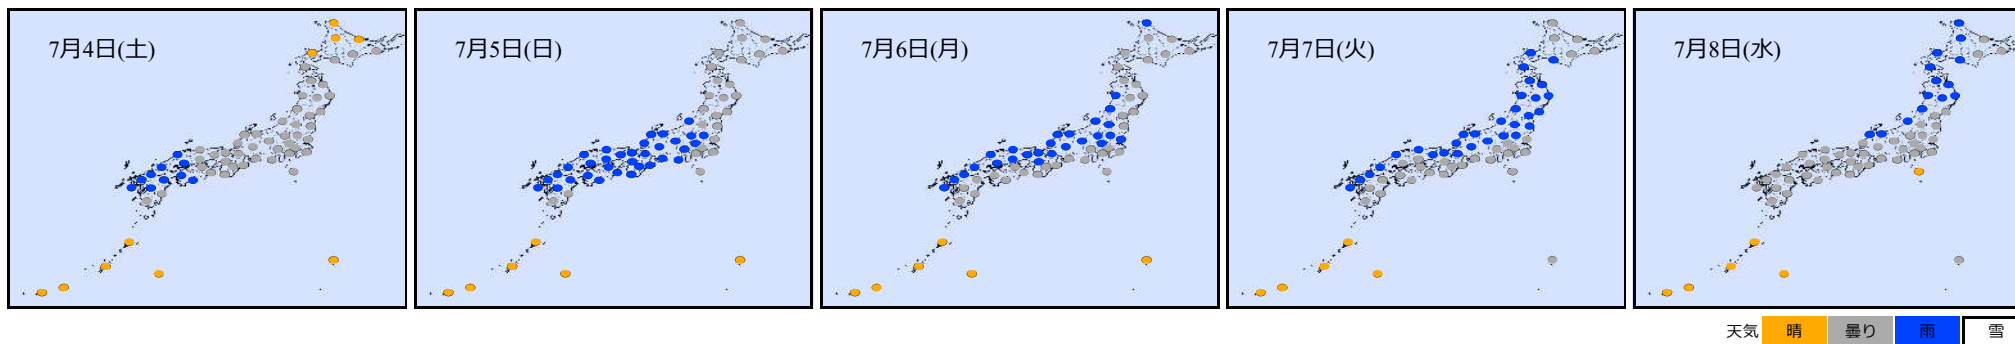 7月4日(土)
7月5日(日)
7月6日(月)
7月7日(火)
7月8日(水)
天気 晴 曇り 雨 雪